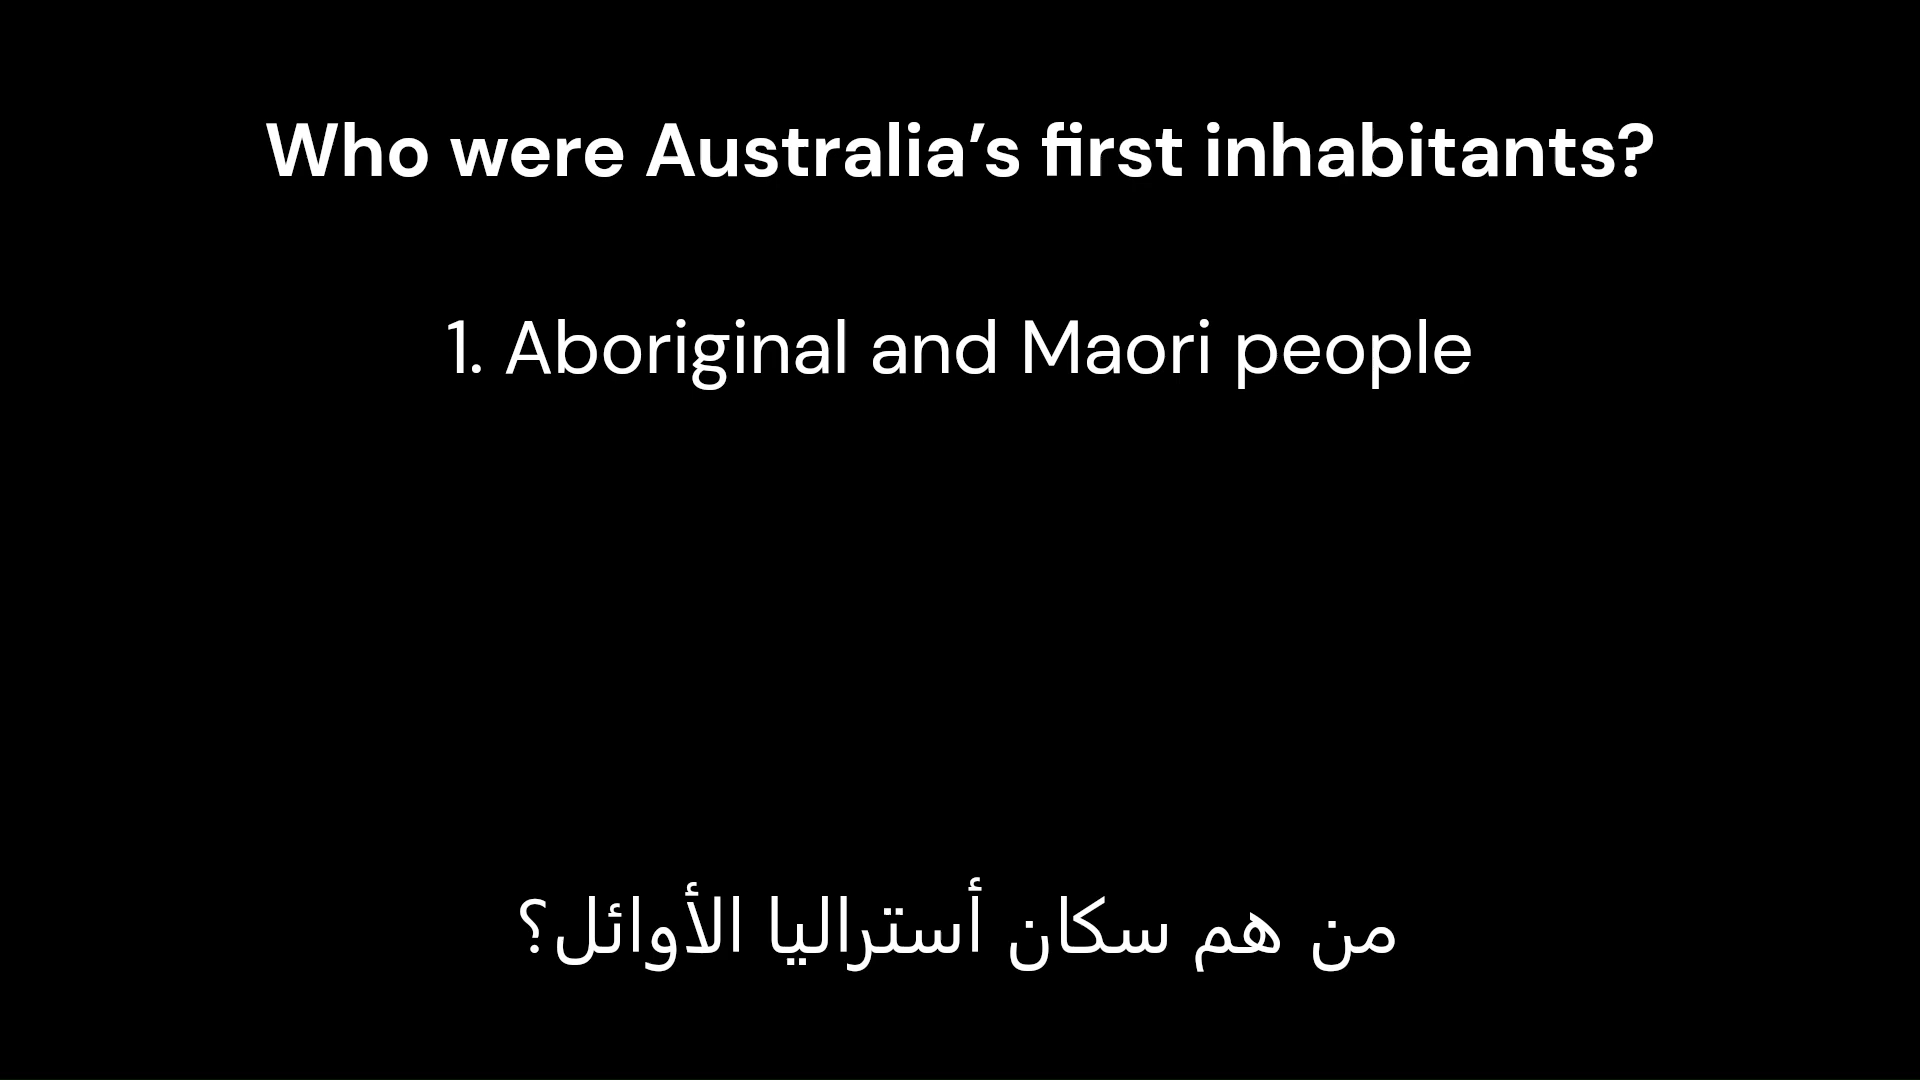 Who were Australia’s first inhabitants?
1. Aboriginal and Maori people
من هم سكان أستراليا الأوائل؟